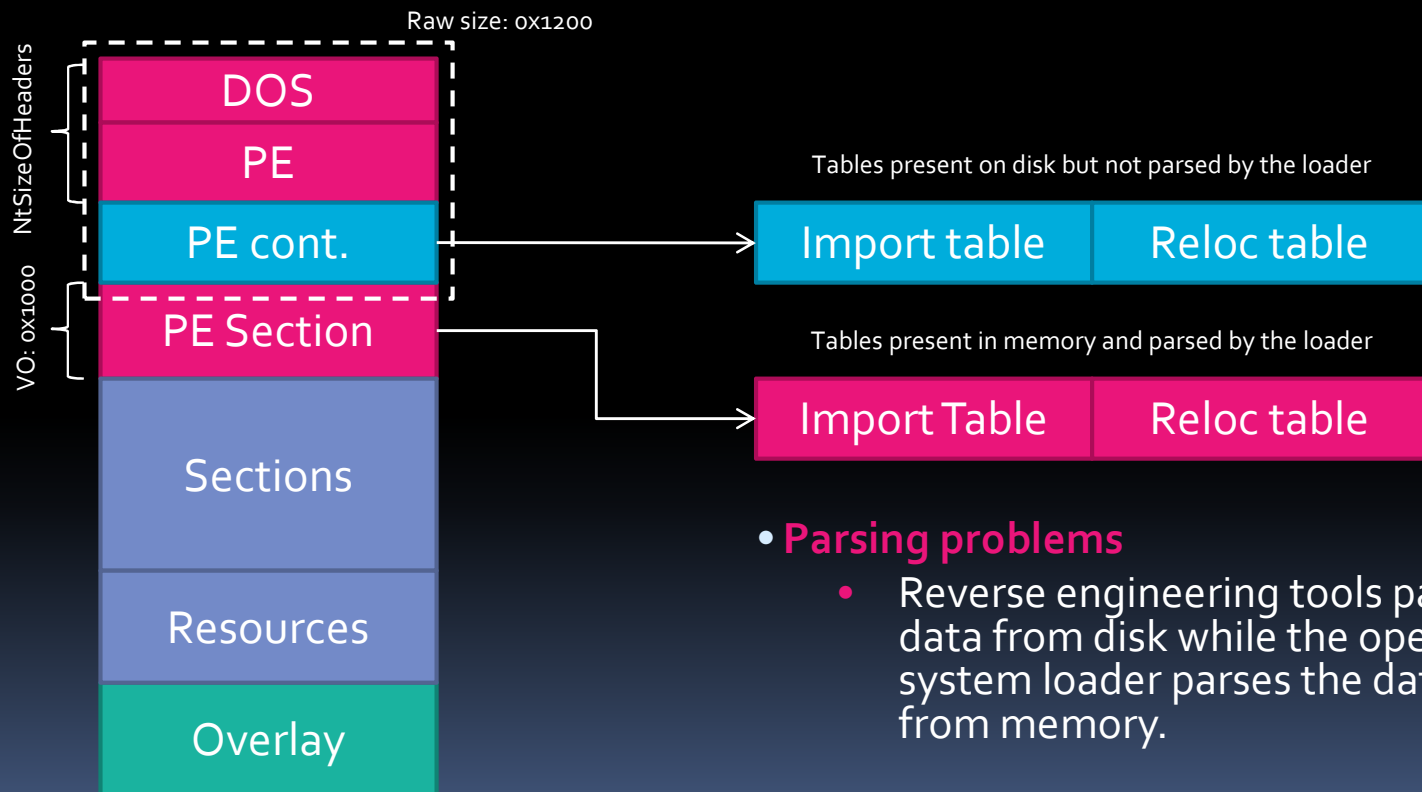 Raw size: 0x1200
NtSizeOfHeaders
DOS
PE
PE cont.
VO: 0x1000
PE Section
Sections
Resources
Overlay
Tables present on disk but not parsed by the loader
Import table
Reloc table
Tables present in memory and parsed by the loader
Import Table
Reloc table
• Parsing problems
• Reverse engineering tools
data from disk while the
system loader parses the
from memory.